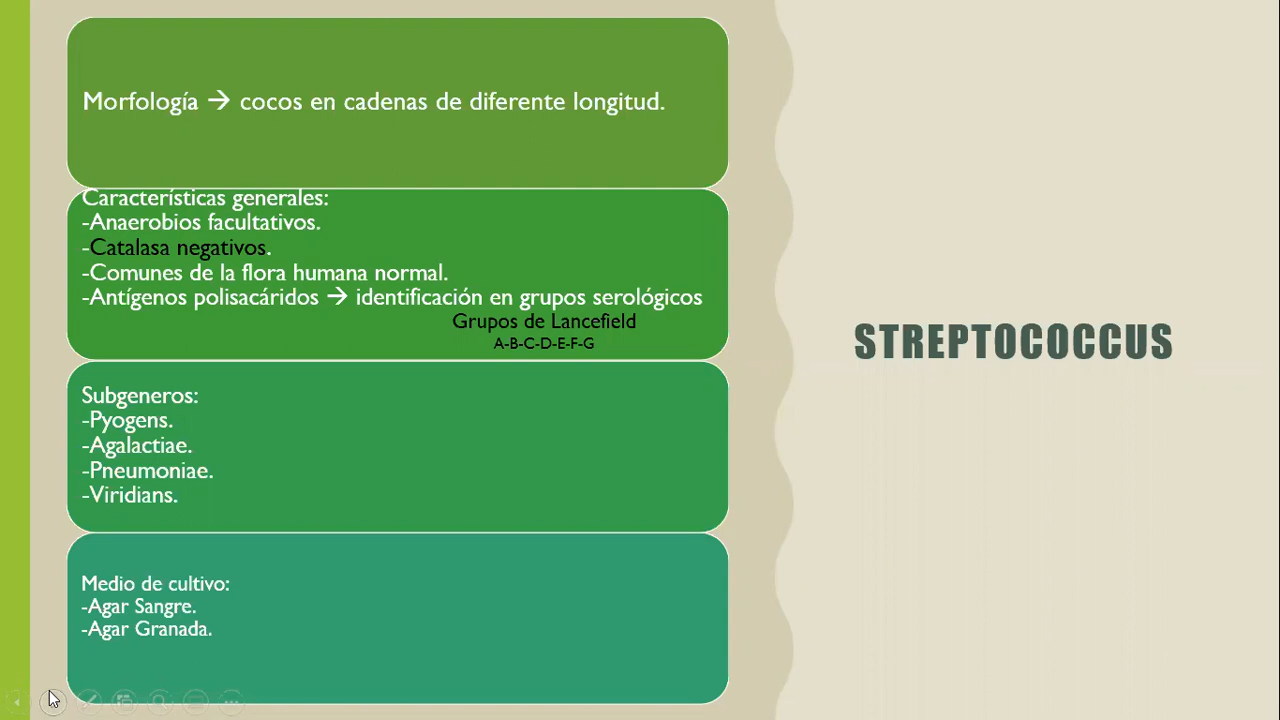 Morfología → cocos en cadenas de diferente longitud.
Características generales:
-Anaerobios facultativos.
-Catalasa negativos.
-Comunes de la flora humana normal.
-Antígenos polisacáridos → identificación en grupos serológicos
Grupos de Lancefield
A-B-C-D-E-F-G
Subgeneros:
-Pyogens.
-Agalactiae.
-Pneumoniae.
-Viridians.
Medio de cultivo:
-Agar Sangre.
-Agar Granada.
STREPTOCOCCUS